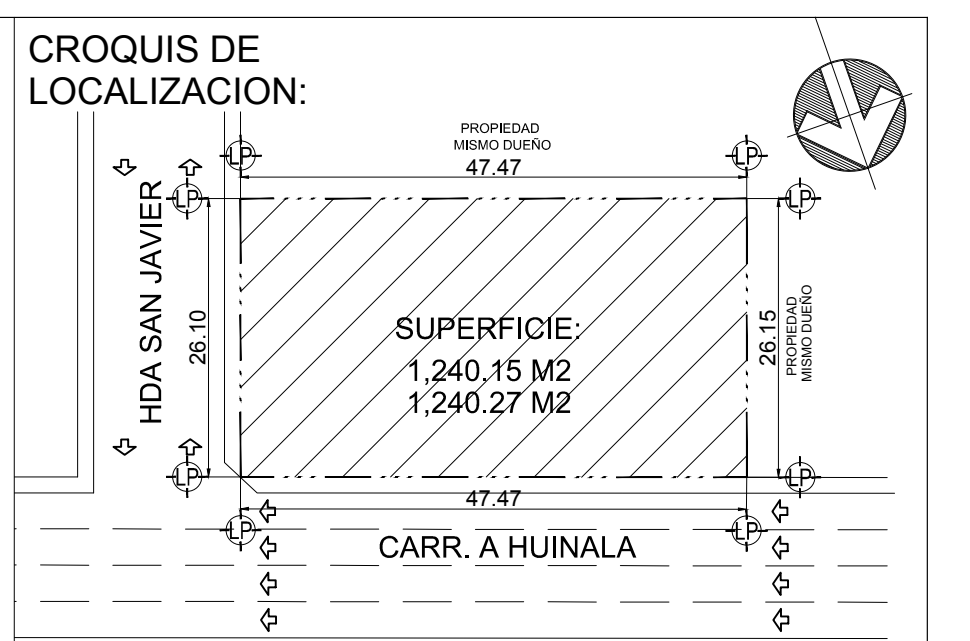 CROQUIS DE
LOCALIZACION:
PROPIEDAD
MISMO DUEÑO
47.47
LP
LP
LP
LP
HDA SAN JAVIER
26.10
SUPERFICIE:
1,240.15 M2
1,240.27 M2
26.15
PROPIEDAD
MISMO DUEÑO
LP
LP
47.47
LP
LP
CARR. A HUINALA